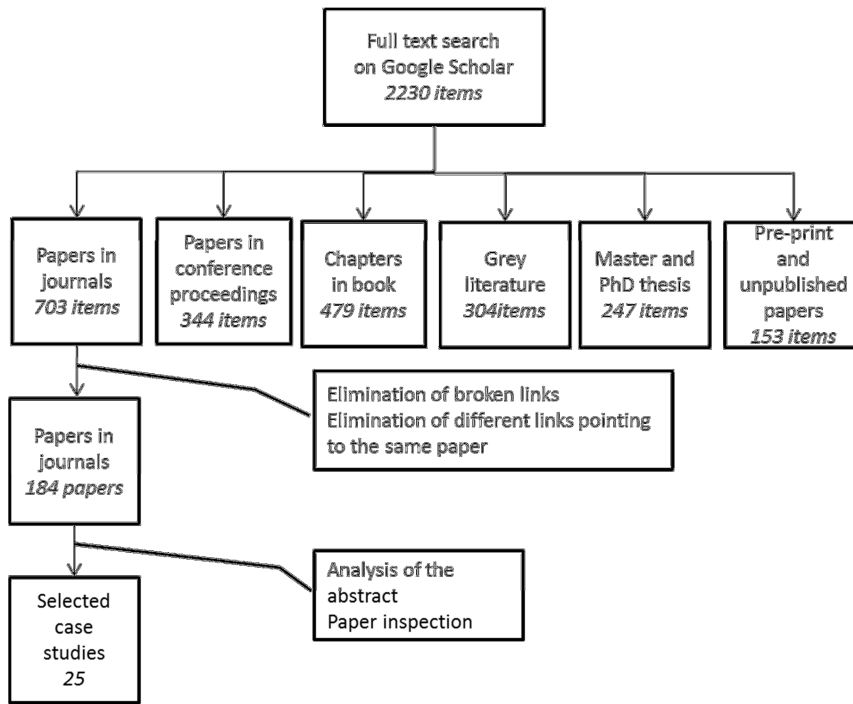 Full text search
on Google Scholar
2230 items
Papers in
journals
703 items
Papers in
conference
proceedings
344 items
Chapters
in book
479 items
Grey
literature
304items
Master and
PhD thesis
247 items
Pre-print
and
unpublished
papers
153 items
Elimination of broken links
Elimination of different links pointing
to the same paper
Papers in
journals
184 papers
Analysis of the
abstract
Paper inspection
Selected
case
studies
25